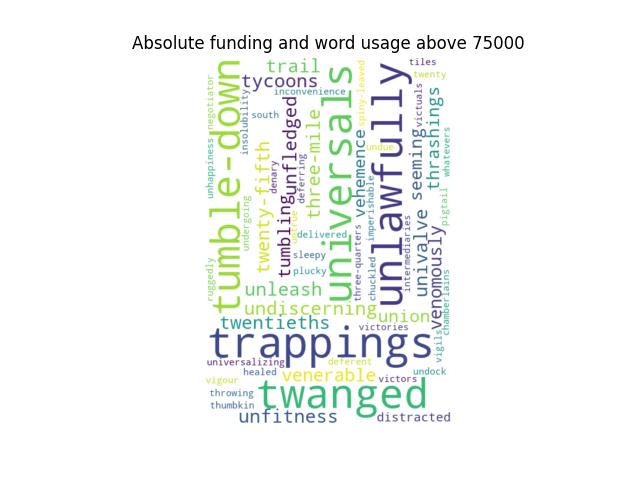 Absolute funding and word usage above 75000
trail
tiles
tycoons
twenty
inconvenience
negotiator
tumble-down
insolubility
south
unfledged
three-mile
universals
spiny-leaved
unlawfully
victuals
thrashings
whatevers
unhappiness
denary
deferring
vehemence
undue
seeming
twenty-fifth
undergoing
tumbling
imperishable
pigtail
delivered
univalve
sleepy
three-quarters
intermediaries
venomously
plucky
chuckled
ruggedly
chamberlains
unleash
undiscerning
union
twentieths
victories
vigils
trappings
universalizing
deferent
healed
venerable
undock
vigour
victors
throwing
twanged
thumbkin
unfitness
distracted